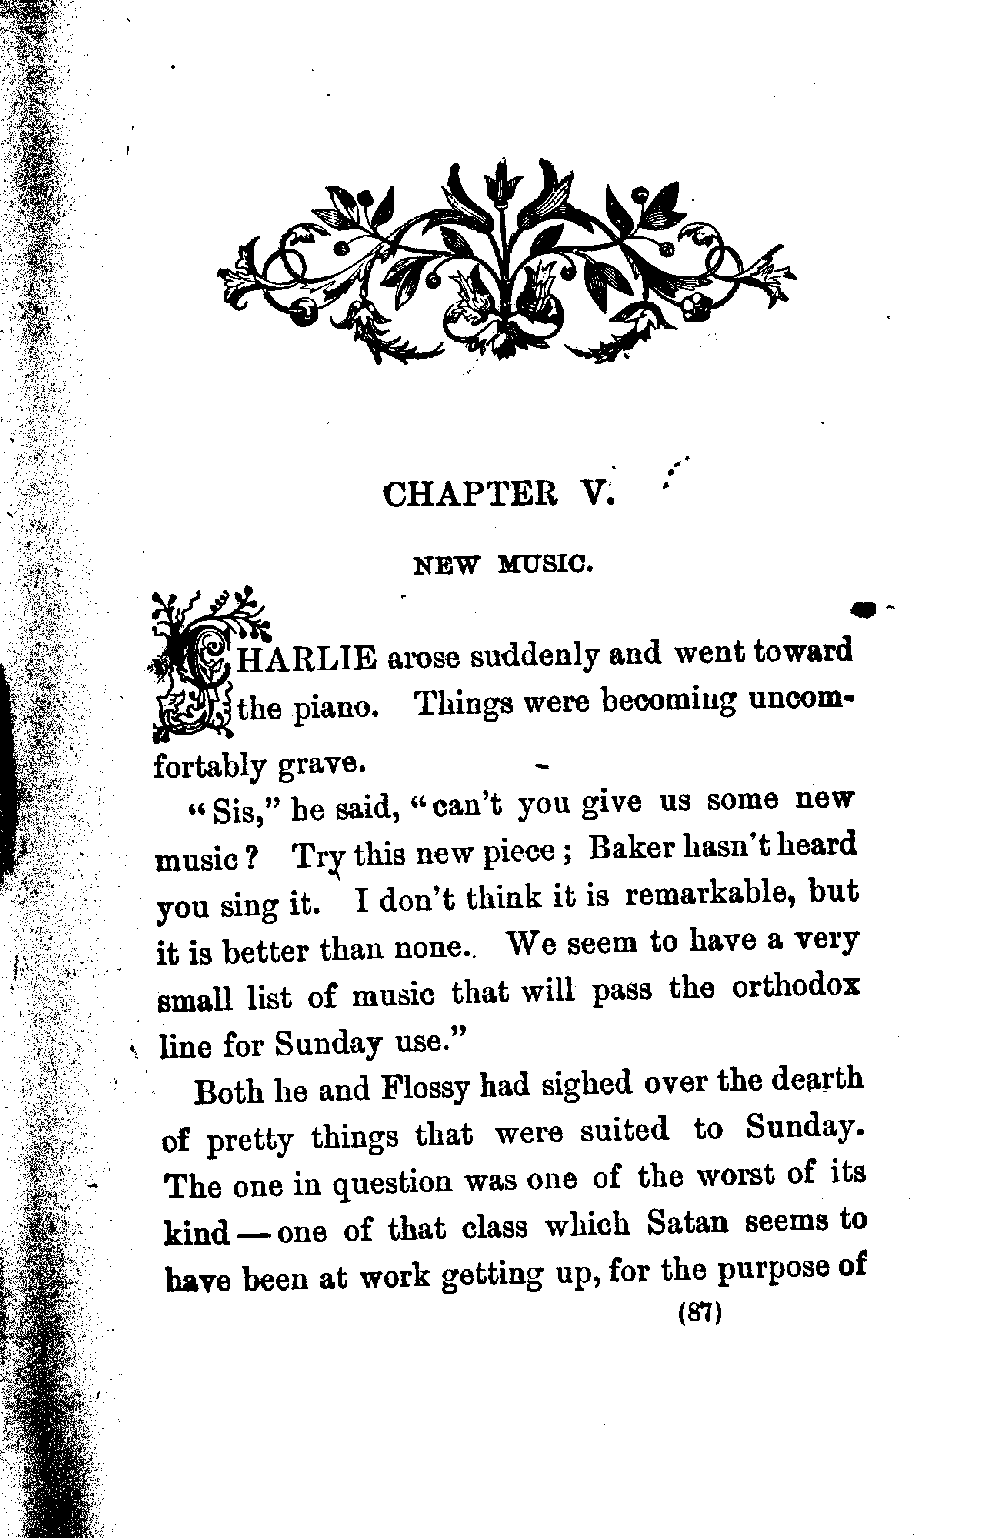 CHAPTER V.
NEW MUSIC.
CHARLIE arose suddenly and went toward
the piano. Things were becoming uncom-
fortably grave.
“Sis,” he said, “can’t you give us some new
music? Try this new piece; Baker hasn’t heard
you sing it. I don’t think it is remarkable, but
it is better than none. We seem to have a very
small list of music that will pass the orthodox
line for Sunday use.”
Both he and Flossy had sighed over the dearth
of pretty things that were suited to Sunday.
The one in question was one of the worst of its
kind — one of that class which Satan seems to
have been at work getting up, for the purpose of
(87)